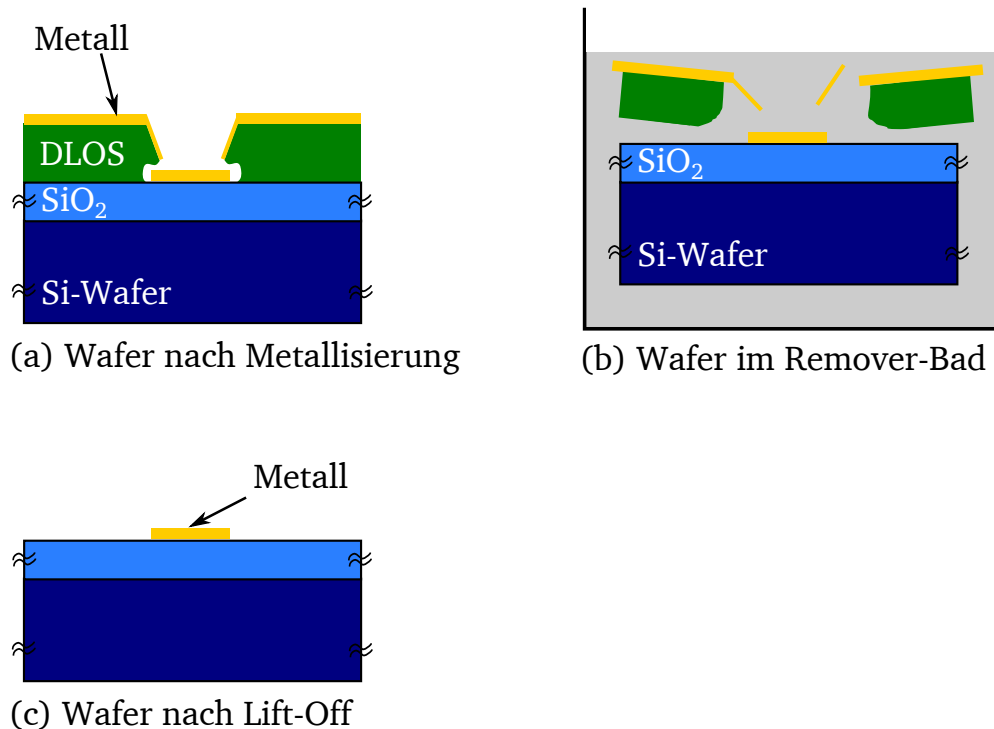 Metall
DLOS
SiO₂
Si-Wafer
(a) Wafer nach Metallisierung
SiO₂
Si-Wafer
(b) Wafer im Remover-Bad
Metall
(c) Wafer nach Lift-Off